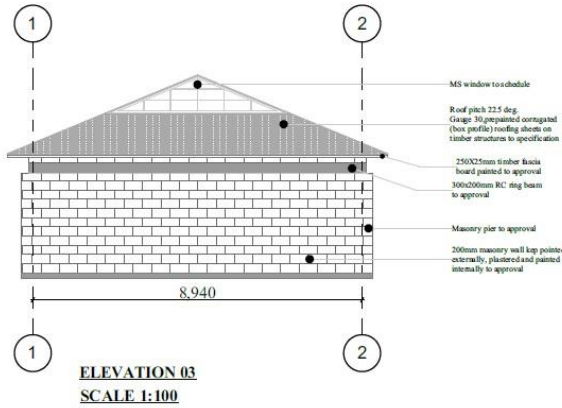 1
2
MS window to schedule
Roof pitch 22.5 deg.
Gauge 30,prepainted corrugated
(box profile) roofing sheets on
timber structures to specification
250X25mm timber fascia
board painted to approval
300x200mm RC ring beam
to approval
Masonry pier to approval
200mm masonry wall kep pointed
externally, plastered and painted
internally to approval
8,940
1
2
ELEVATION 03
SCALE 1:100